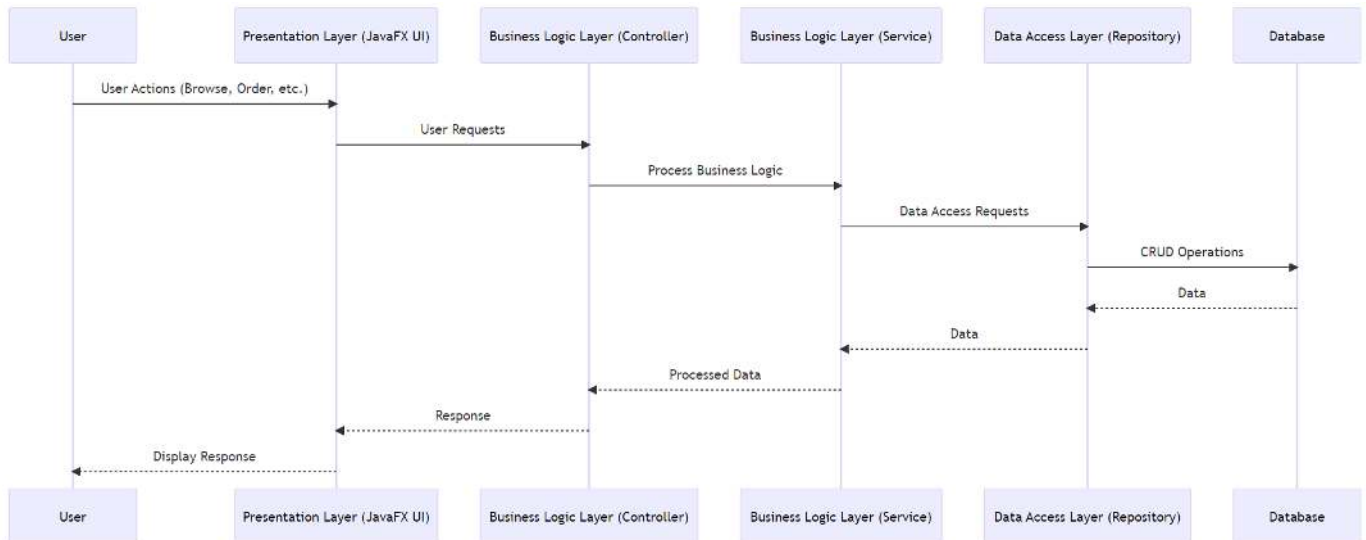 User
Presentation Layer (JavaFX UI)
Business Logic Layer (Controller)
Business Logic Layer (Service)
Data Access Layer (Repository)
Database
User Actions (Browse, Order, etc.)
User Requests
Process Business Logic
Data Access Requests
CRUD Operations
Data
Data
Processed Data
Response
Display Response
User
Presentation Layer (JavaFX UI)
Business Logic Layer (Controller)
Business Logic Layer (Service)
Data Access Layer (Repository)
Database